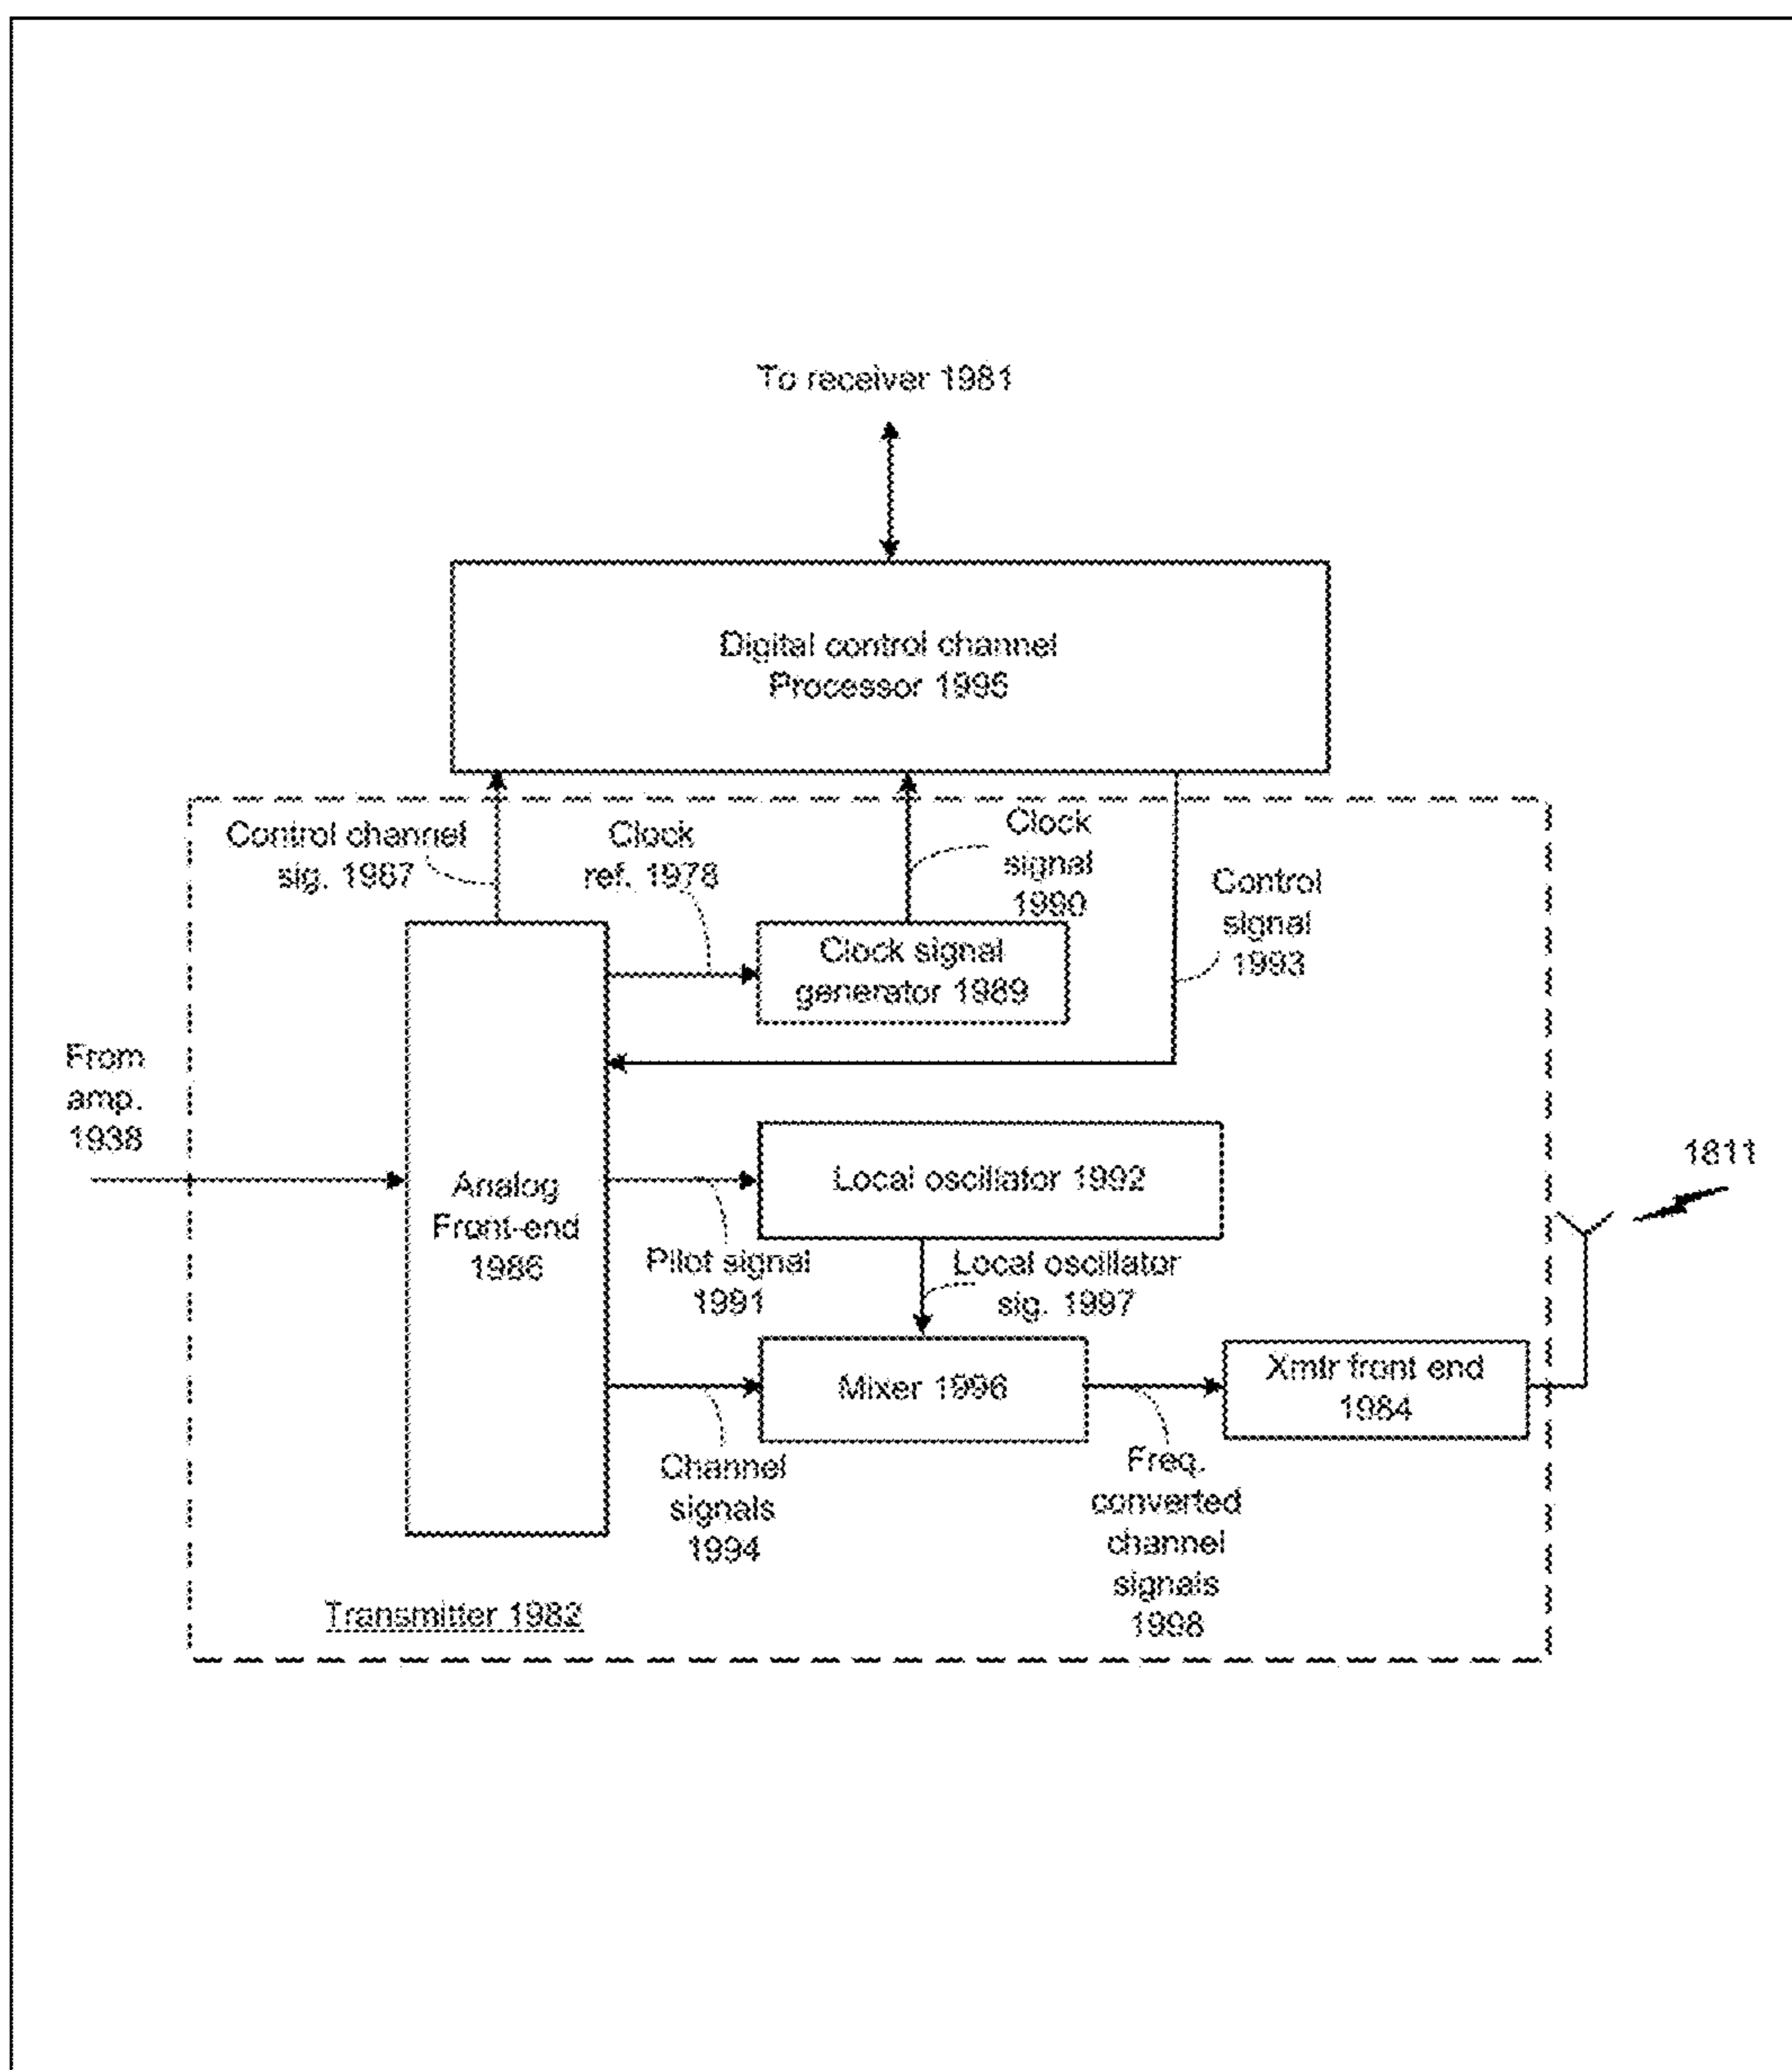 To receiver 1981
Digital control channel
Processor 1995
Control channel
sig. 1987
Clock
ref. 1978
Clock
signal
1990
Control
signal
1993
Clock signal
generator 1989
From
amp.
1938
Analog
Front-end
1986
Local oscillator 1992
1811
Pilot signal
1991
Local oscillator
sig. 1997
Mixer 1996
Xmtr front end
1984
Channel
signals
1994
Freq.
converted
channel
signals
1998
Transmitter 1982